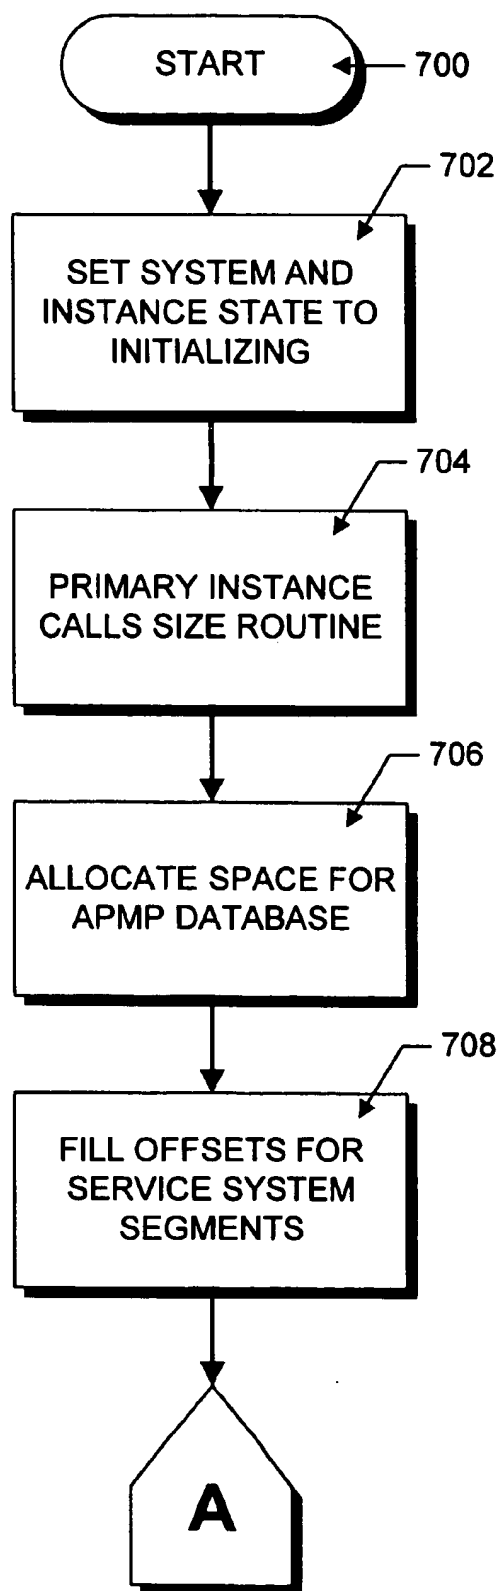 START
700
702
SET SYSTEM AND
INSTANCE STATE TO
INITIALIZING
704
PRIMARY INSTANCE
CALLS SIZE ROUTINE
706
ALLOCATE SPACE FOR
APMP DATABASE
708
FILL OFFSETS FOR
SERVICE SYSTEM
SEGMENTS
A